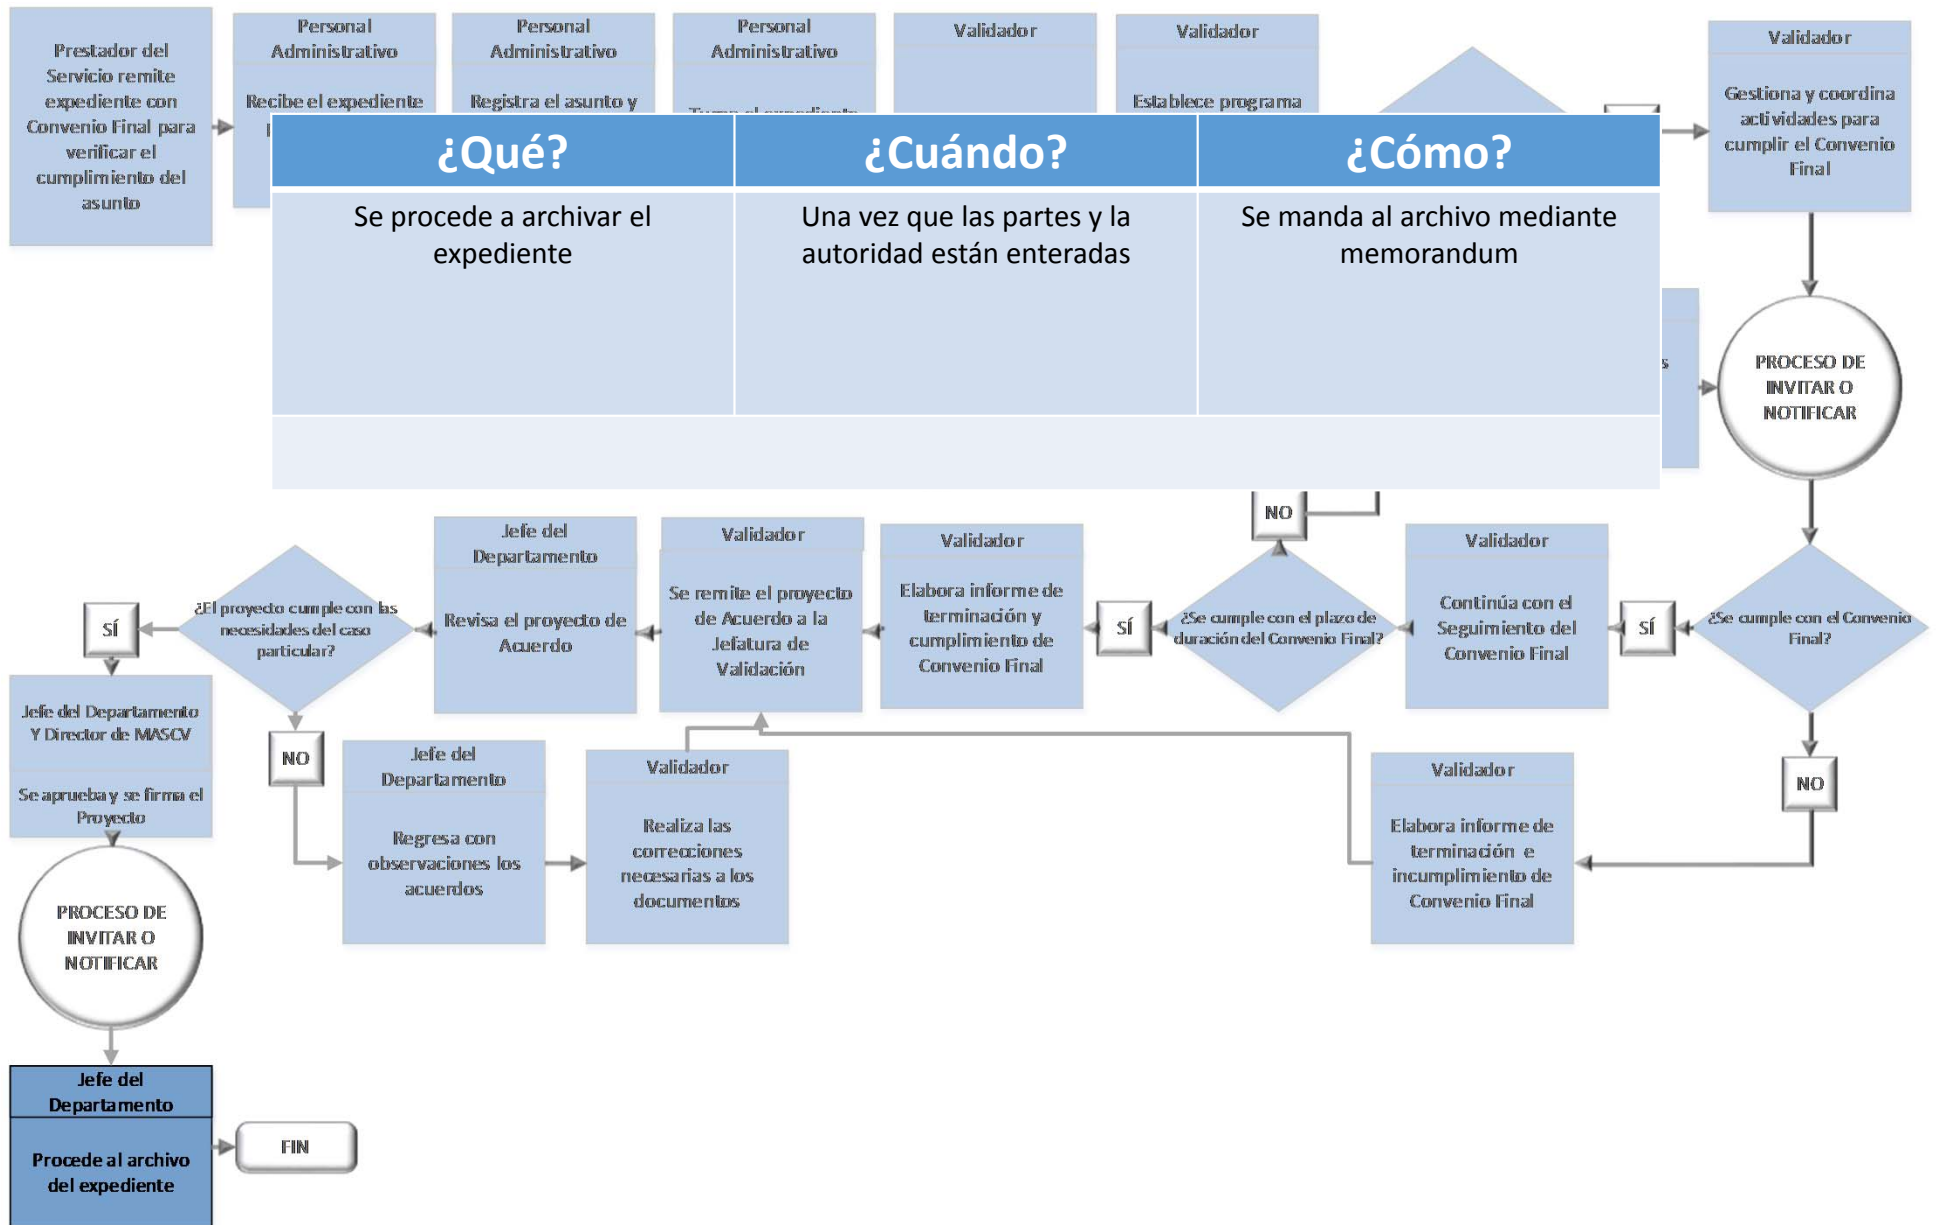 Prestador del
Servicio remite
expediente con
Convenio Final para
verificar el
cumplimiento del
asunto
Personal
Administrativo
Recibe el expediente
Personal
Administrativo
Registra el asunto y
Personal
Administrativo
Validador
Validador
Establece programa
Validador
Gestiona y coordina
actividades para
cumplir el Convenio
Final
¿Qué?
¿Cuándo?
¿Cómo?
Se procede a archivar el
expediente
Una vez que las partes y la
autoridad están enteradas
Se manda al archivo mediante
memorandum
PROCESO DE
INVITAR O
NOTIFICAR
¿Se cumple con el Convenio
Final?
SÍ
NO
Validador
Continúa con el
Seguimiento del
Convenio Final
¿Se cumple con el plazo de
duración del Convenio Final?
NO
SÍ
Validador
Elabora informe de
terminación y
cumplimiento de
Convenio Final
Validador
Se remite el proyecto
de Acuerdo a la
Jefatura de
Validación
Jefe del
Departamento
Revisa el proyecto de
Acuerdo
¿El proyecto cumple con las
necesidades del caso
particular?
SÍ
NO
Jefe del Departamento
Y Director de MASCV
Se aprueba y se firma el
Proyecto
Jefe del
Departamento
Regresa con
observaciones los
acuerdos
Validador
Realiza las
correcciones
necesarias a los
documentos
Validador
Elabora informe de
terminación e
incumplimiento de
Convenio Final
PROCESO DE
INVITAR O
NOTIFICAR
Jefe del
Departamento
Procede al archivo
del expediente
FIN